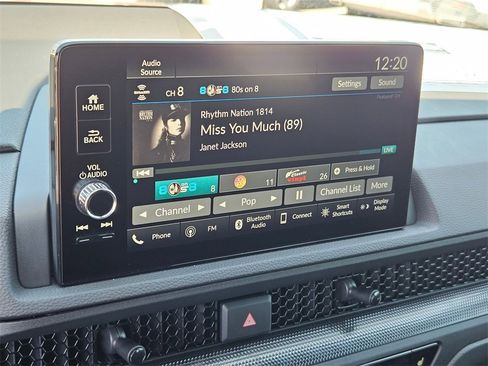 Audio
Source
12:20
SiriusXM
CH 8
80s on 8
Settings
Sound
HOME
BACK
VOL
AUDIO
Rhythm Nation 1814
Miss You Much (89)
Janet Jackson
LIVE
8
11
26
Press & Hold
Channel
Pop
Channel List
More
Phone
FM
Bluetooth
Audio
Connect
Smart
Shortcuts
Display
Mode